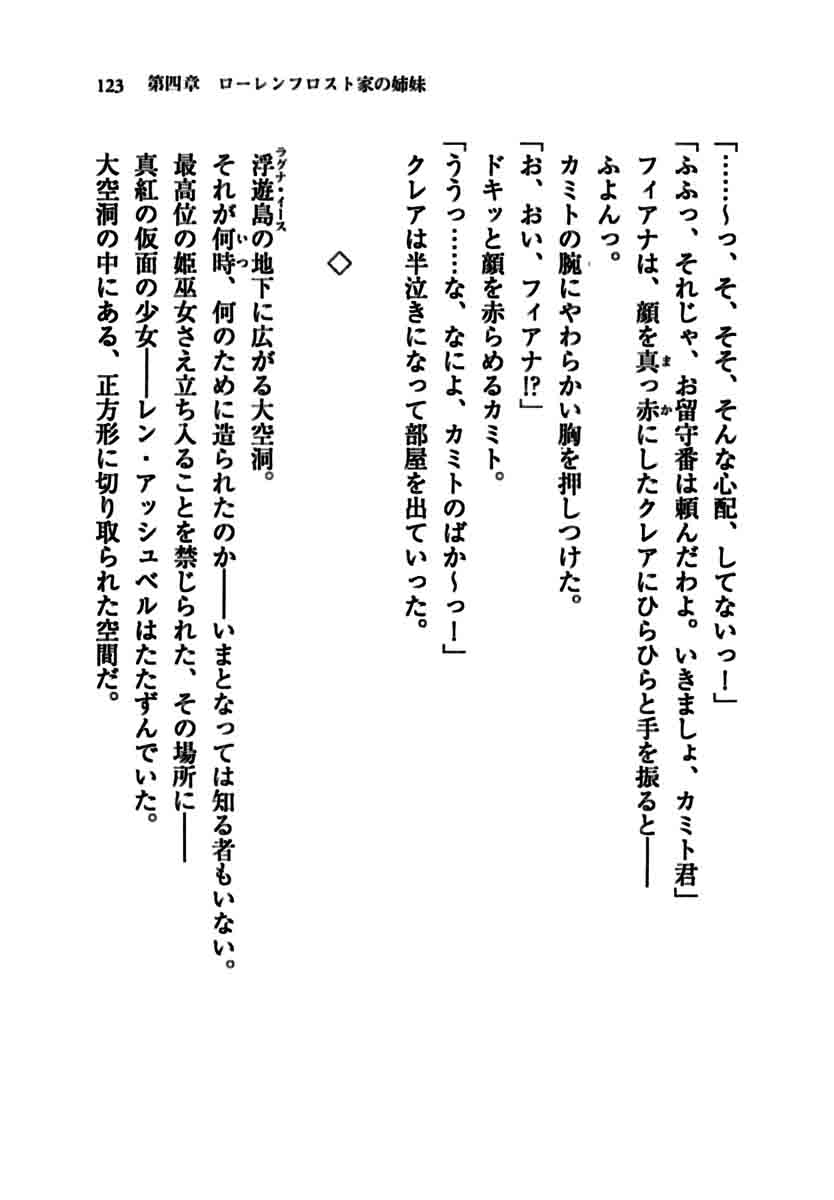 123　第四章　ローレンフロスト家の姉妹
「……～っ、そ、そそ、そんな心配、してないっ！」
「ふふっ、それじゃ、お留守番は頼んだわよ。いきましょ、カミト君」
フィアナは、顔を真っ赤にしたクレアにひらひらと手を振ると――
ふよんっ。
カミトの腕にやわらかい胸を押しつけた。
「お、おい、フィアナ!?」
ドキッと顔を赤らめるカミト。
「ううっ……な、なによ、カミトのばか～っ！」
クレアは半泣きになって部屋を出ていった。
◇
浮遊島の地下に広がる大空洞。
ラグナ・イース
それが何時、何のために造られたのか――いまとなっては知る者もいない。
いつ
最高位の姫巫女さえ立ち入ることを禁じられた、その場所に――
真紅の仮面の少女――レン・アッシュベルはたたずんでいた。
大空洞の中にある、正方形に切り取られた空間だ。